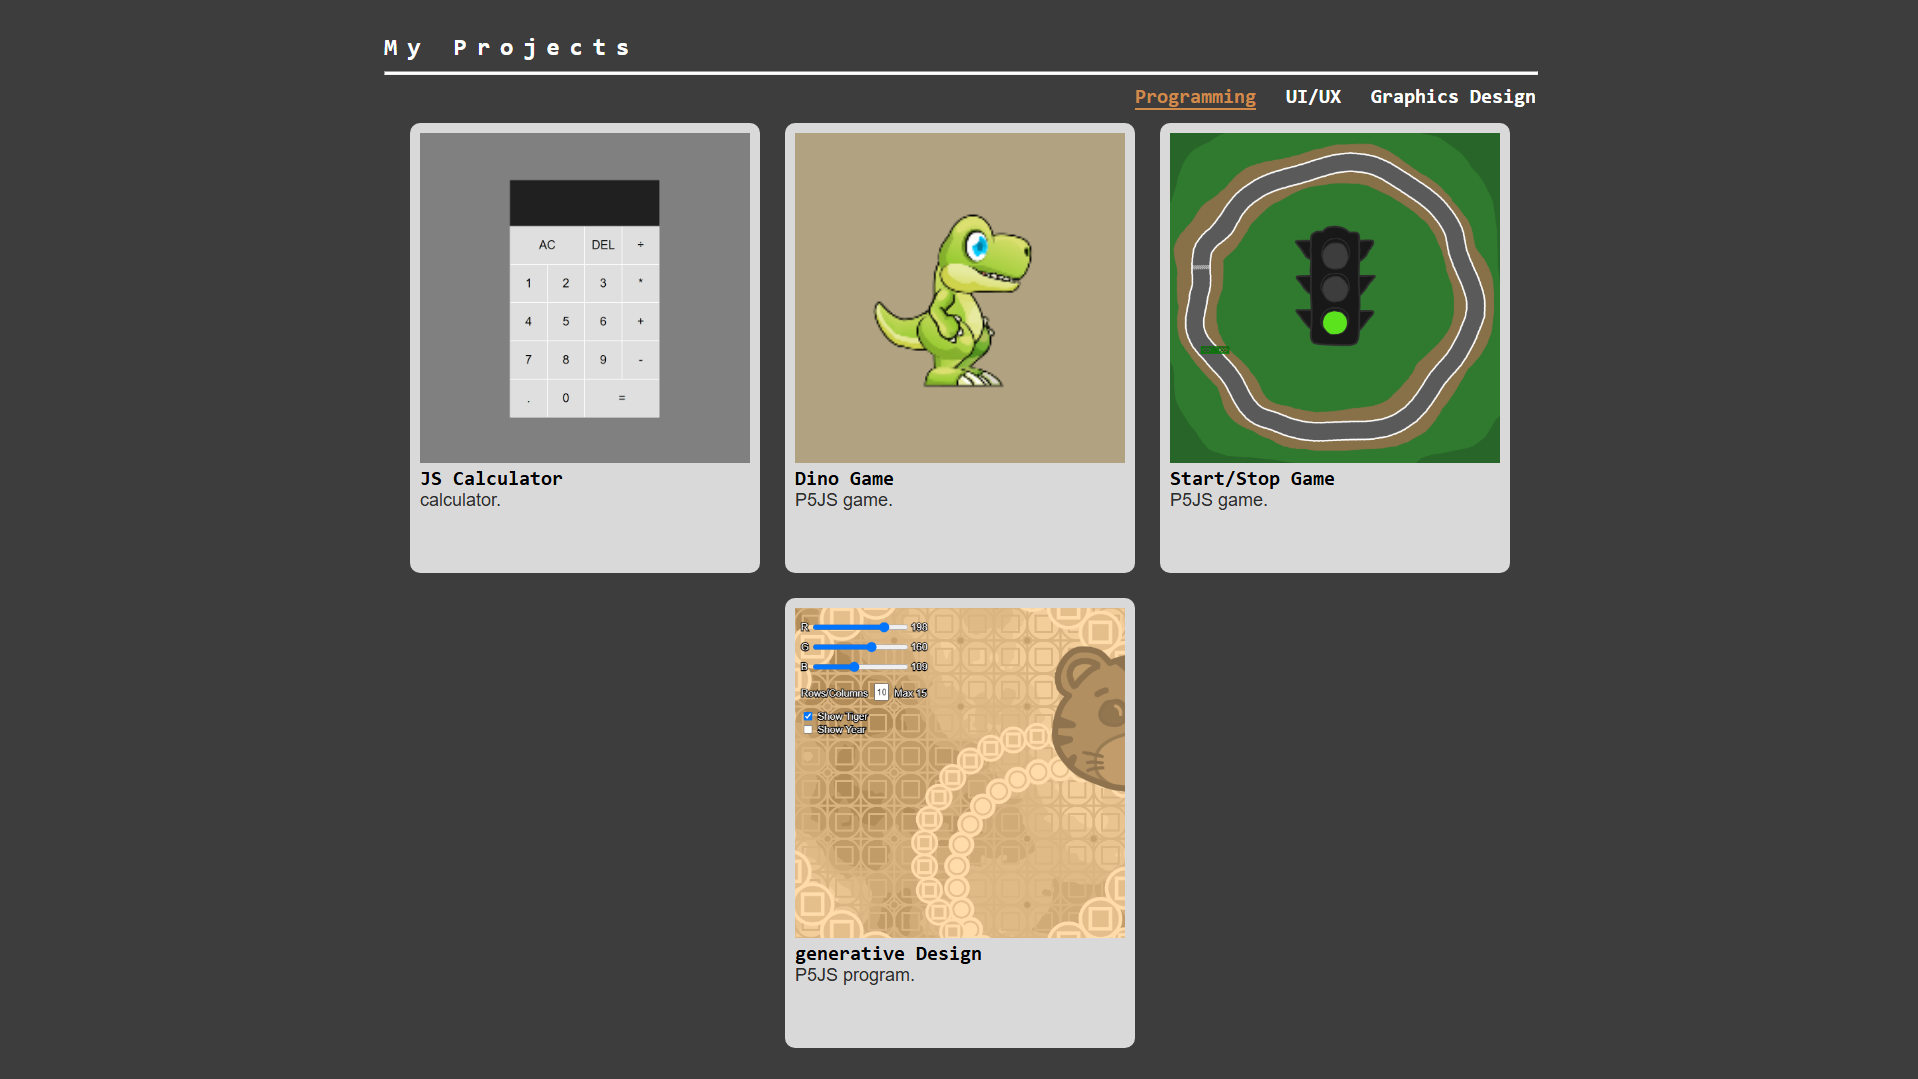 My Projects
Programming UI/UX Graphics Design
AC DEL ÷
1 2 3 *
4 5 6 +
7 8 9 -
. 0 =
JS Calculator
calculator.
Dino Game
P5JS game.
Start/Stop Game
P5JS game.
R 198
G 160
B 109
Rows/Columns 10 Max 15
Show Tiger
Show Year
generative Design
P5JS program.